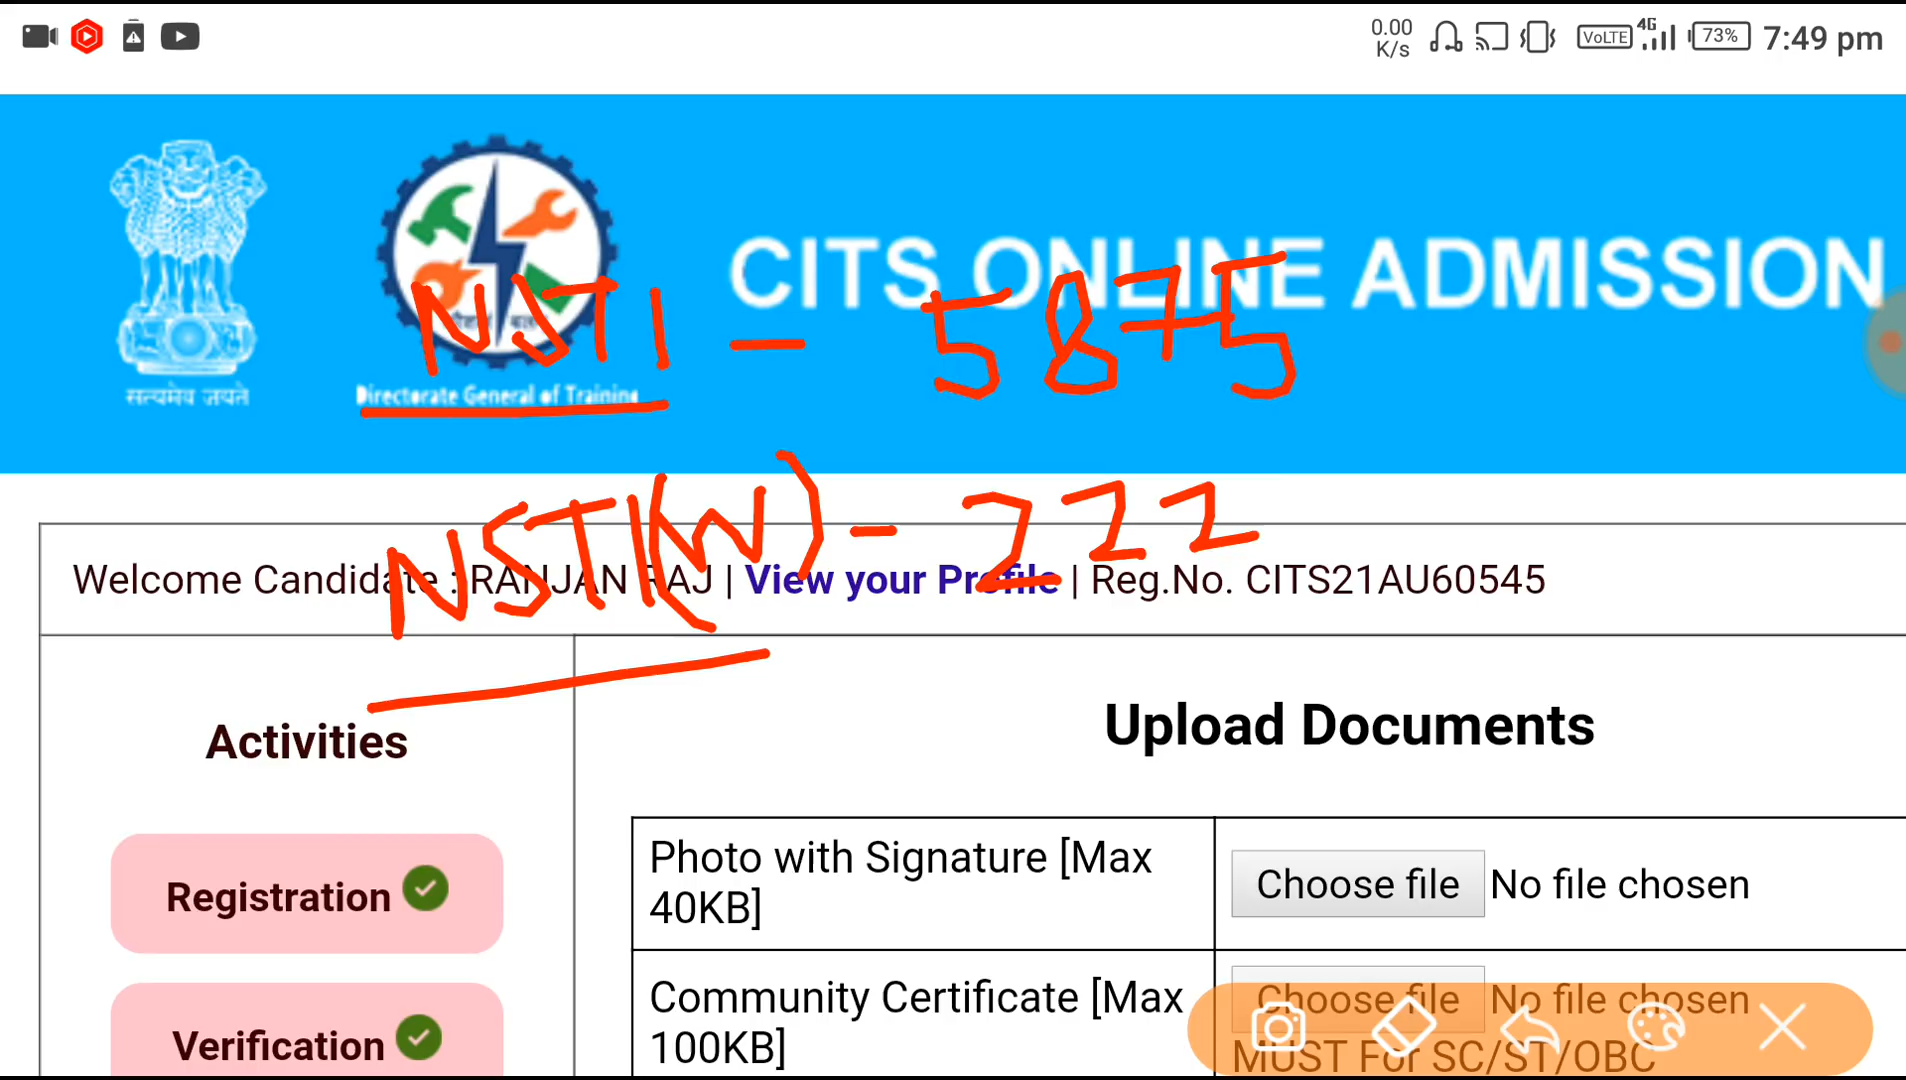 0.00 K/s VoLTE 4G 73% 7:49 pm
CITS ONLINE ADMISSION
NSTI - 5875
सत्यमेव जयते
Directorate General of Training
NSTI(W) - 222
Welcome Candidate : RANJAN RAJ | View your Profile | Reg.No. CITS21AU60545
Activities
Upload Documents
Registration
Photo with Signature [Max 40KB]
Choose file No file chosen
Verification
Community Certificate [Max 100KB]
Choose file No file chosen
MUST For SC/ST/OBC